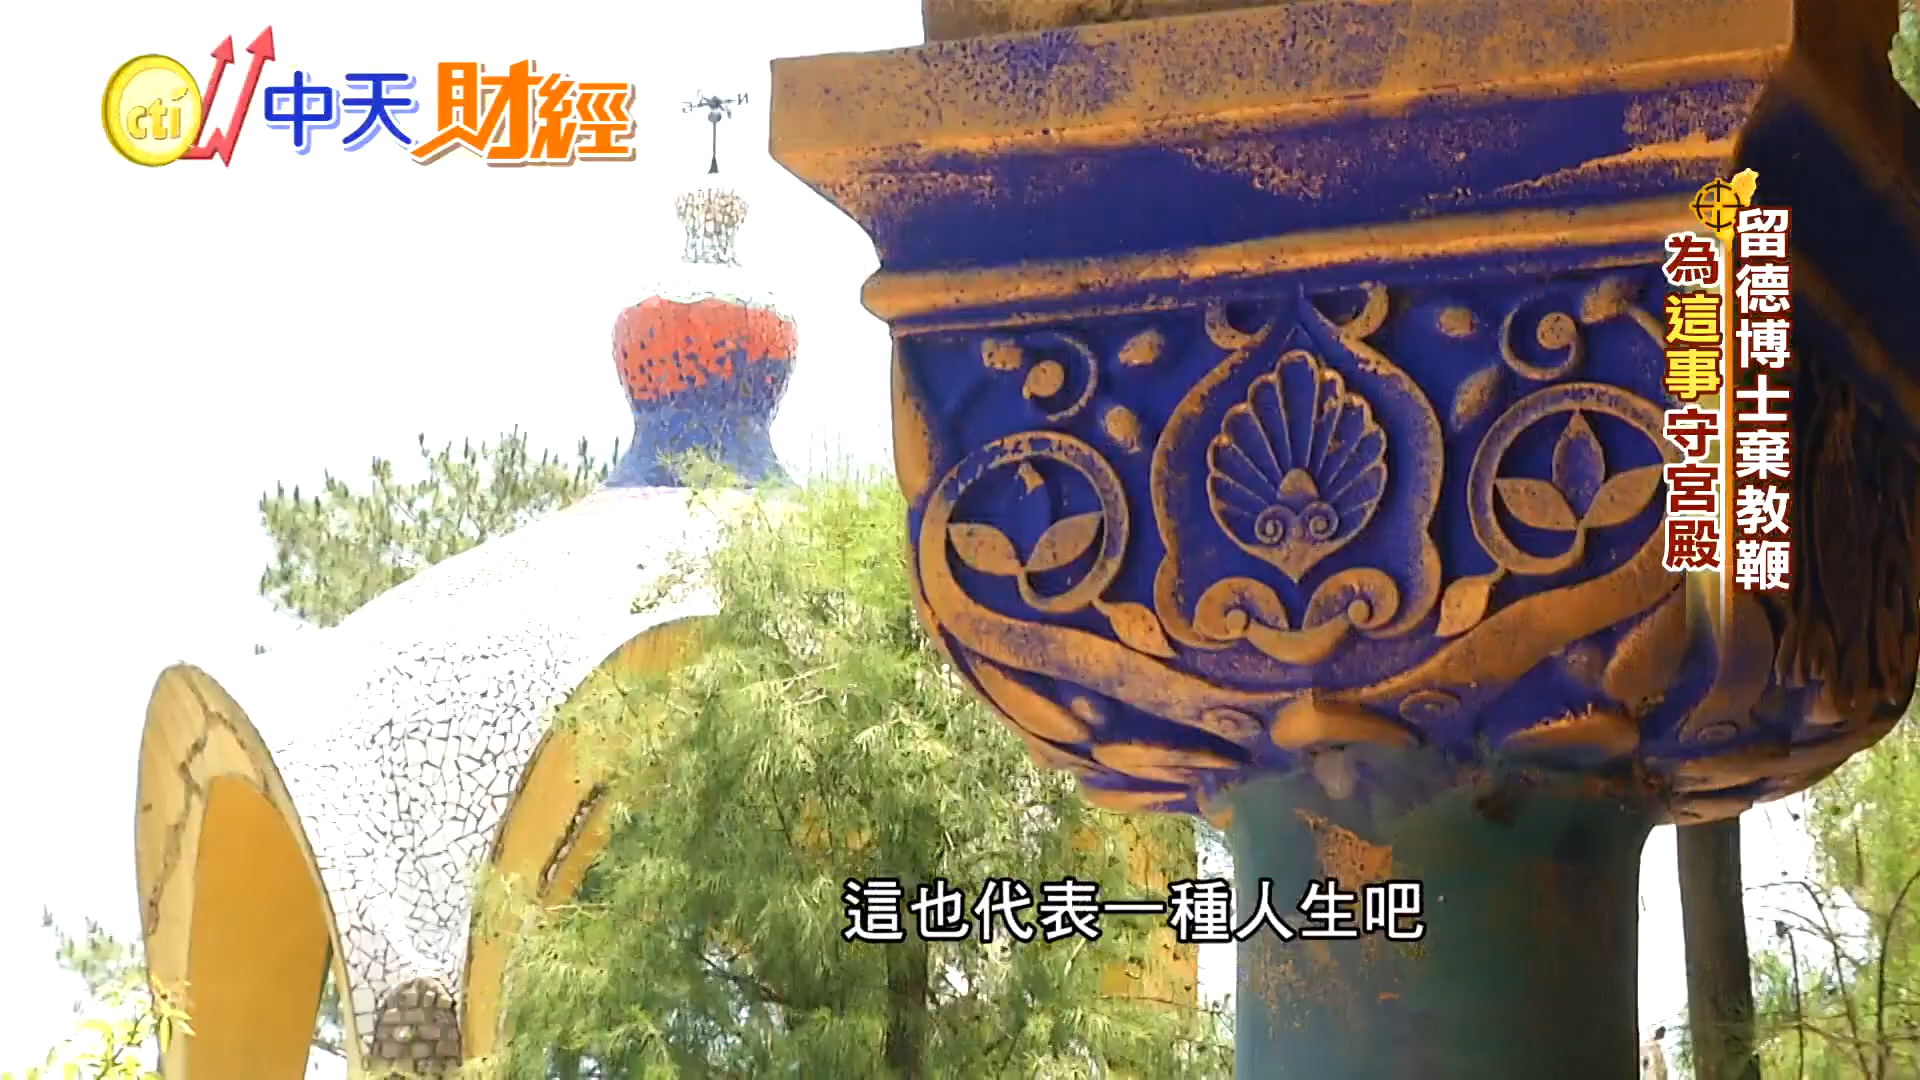 cti 中天財經
留德博士棄教鞭
為這事守宮殿
這也代表一種人生吧